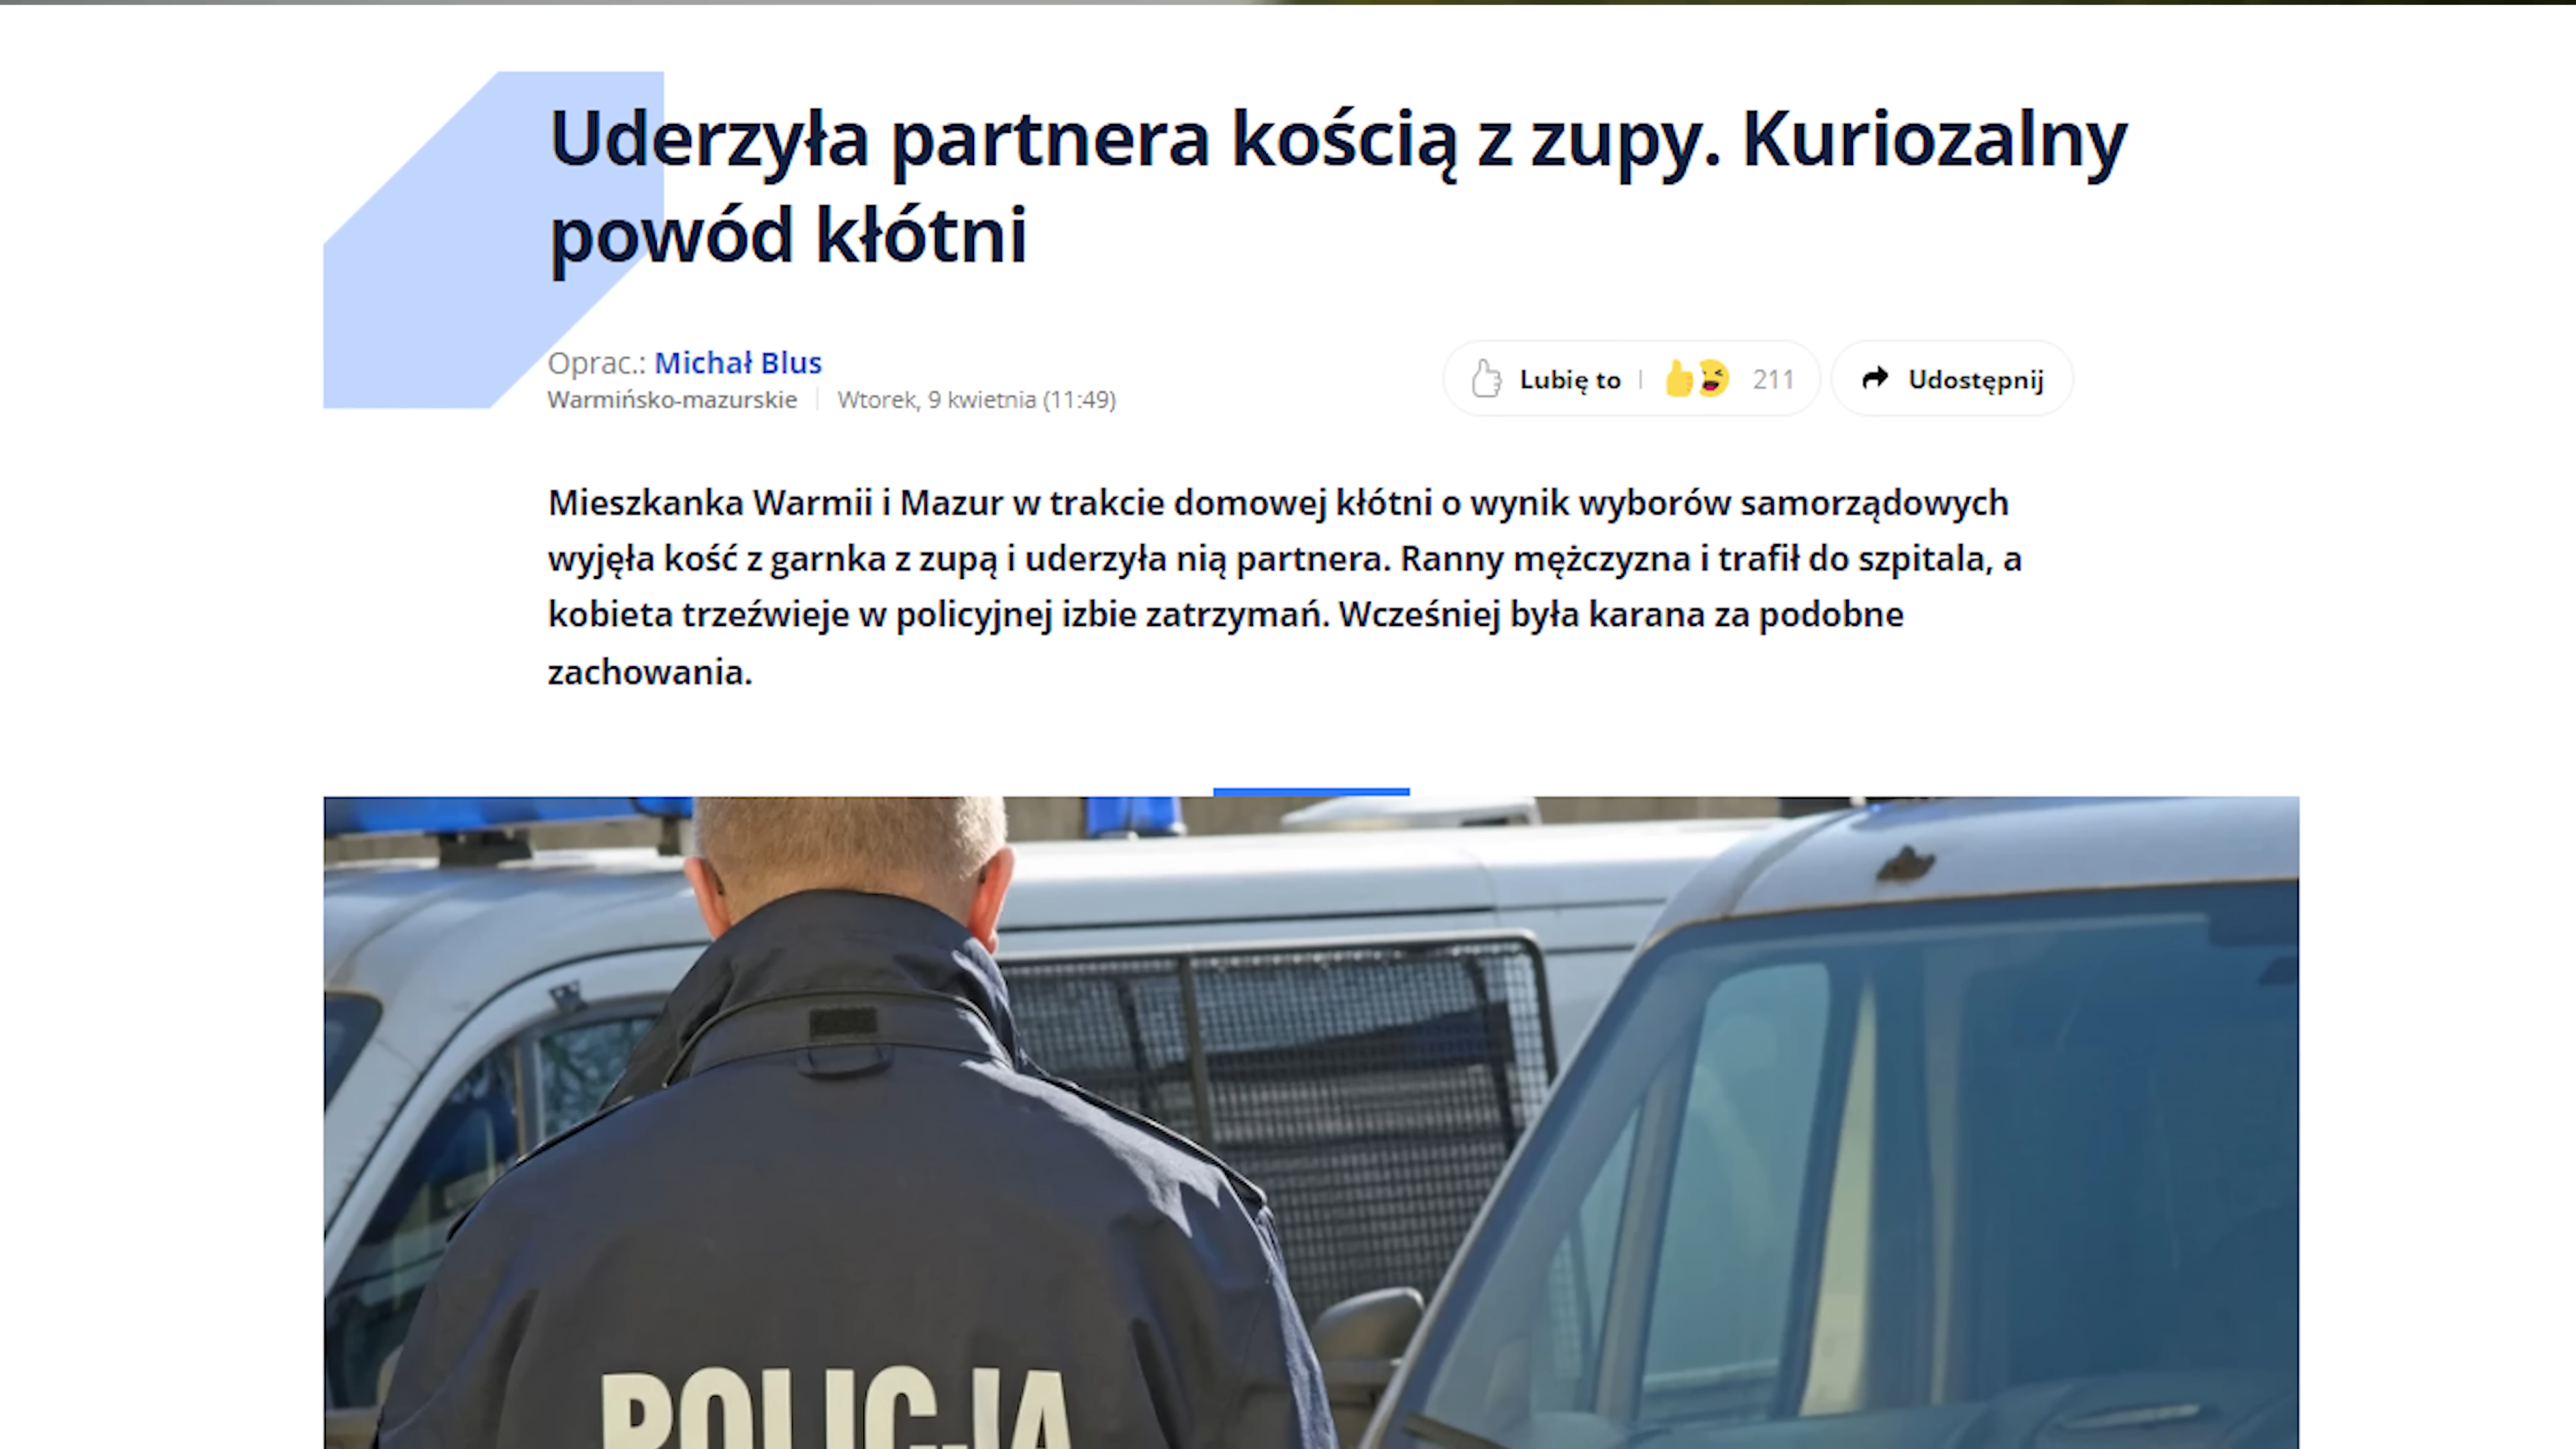 Uderzyła partnera kością z zupy. Kuriozalny
powód kłótni
Oprac.: Michał Blus
Warmińsko-mazurskie | Wtorek, 9 kwietnia (11:49)
Lubię to | 211
Udostępnij
Mieszkanka Warmii i Mazur w trakcie domowej kłótni o wynik wyborów samorządowych
wyjęła kość z garnka z zupą i uderzyła nią partnera. Ranny mężczyzna i trafił do szpitala, a
kobieta trzeźwieje w policyjnej izbie zatrzymań. Wcześniej była karana za podobne
zachowania.
POLICJA